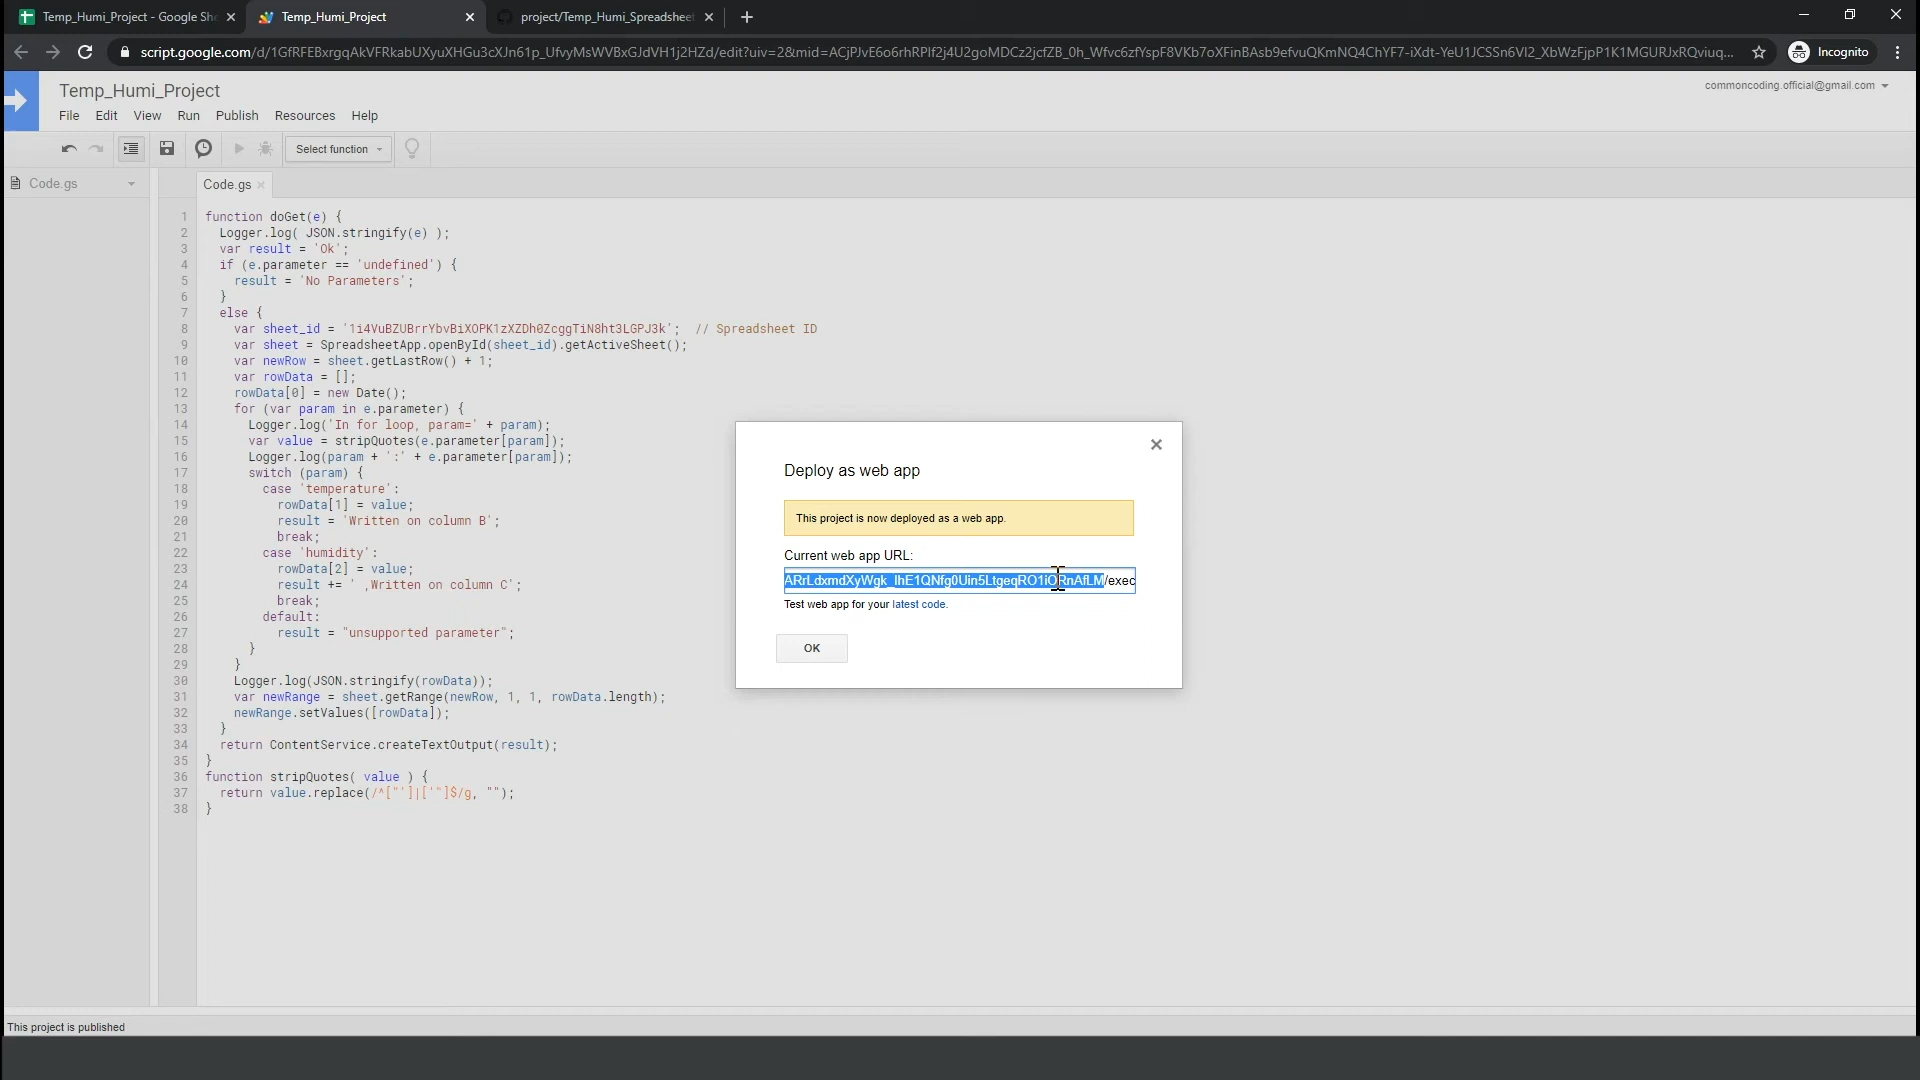 Temp_Humi_Project - Google She
Temp_Humi_Project
project/Temp_Humi_Spreadshee
script.google.com/d/1GfRFEBxrgqAkVFRkabUXyuXHGu3cXJn61p_UfvyMsWVBxGJdVH1j2HZd/edit?uiv=2&mid=ACjPJvE6o6rhRPlf2j4U2goMDCz2jcfZB_0h_Wfvc6zfYspF8VKb7oXFinBAsb9efvuQKmNQ4ChYF7-iXdt-YeU1JCSSn6VI2_XbWzFjpP1K1MGURJxRQviuq...
Incognito
Temp_Humi_Project
commoncoding.official@gmail.com
File Edit View Run Publish Resources Help
Select function
Code.gs
Code.gs
1 function doGet(e) {
2 Logger.log( JSON.stringify(e) );
3 var result = 'Ok';
4 if (e.parameter == 'undefined') {
5 result = 'No Parameters';
6 }
7 else {
8 var sheet_id = '1i4VuBZUBrrYbvBiXOPK1zXZDh0ZcggTiN8ht3LGPJ3k'; // Spreadsheet ID
9 var sheet = SpreadsheetApp.openById(sheet_id).getActiveSheet();
10 var newRow = sheet.getLastRow() + 1;
11 var rowData = [];
12 rowData[0] = new Date();
13 for (var param in e.parameter) {
14 Logger.log('In for loop, param=' + param);
15 var value = stripQuotes(e.parameter[param]);
16 Logger.log(param + ':' + e.parameter[param]);
17 switch (param) {
18 case 'temperature':
19 rowData[1] = value;
20 result = 'Written on column B';
21 break;
22 case 'humidity':
23 rowData[2] = value;
24 result += ' ,Written on column C';
25 break;
26 default:
27 result = "unsupported parameter";
28 }
29 }
30 Logger.log(JSON.stringify(rowData));
31 var newRange = sheet.getRange(newRow, 1, 1, rowData.length);
32 newRange.setValues([rowData]);
33 }
34 return ContentService.createTextOutput(result);
35 }
36 function stripQuotes( value ) {
37 return value.replace(/^["']|['"]$/g, "");
38 }
Deploy as web app
This project is now deployed as a web app.
Current web app URL:
ARrLdxmdXyWgk_IhE1QNfg0Uin5LtgeqRO1iORnAfLM/exec
Test web app for your latest code.
OK
This project is published